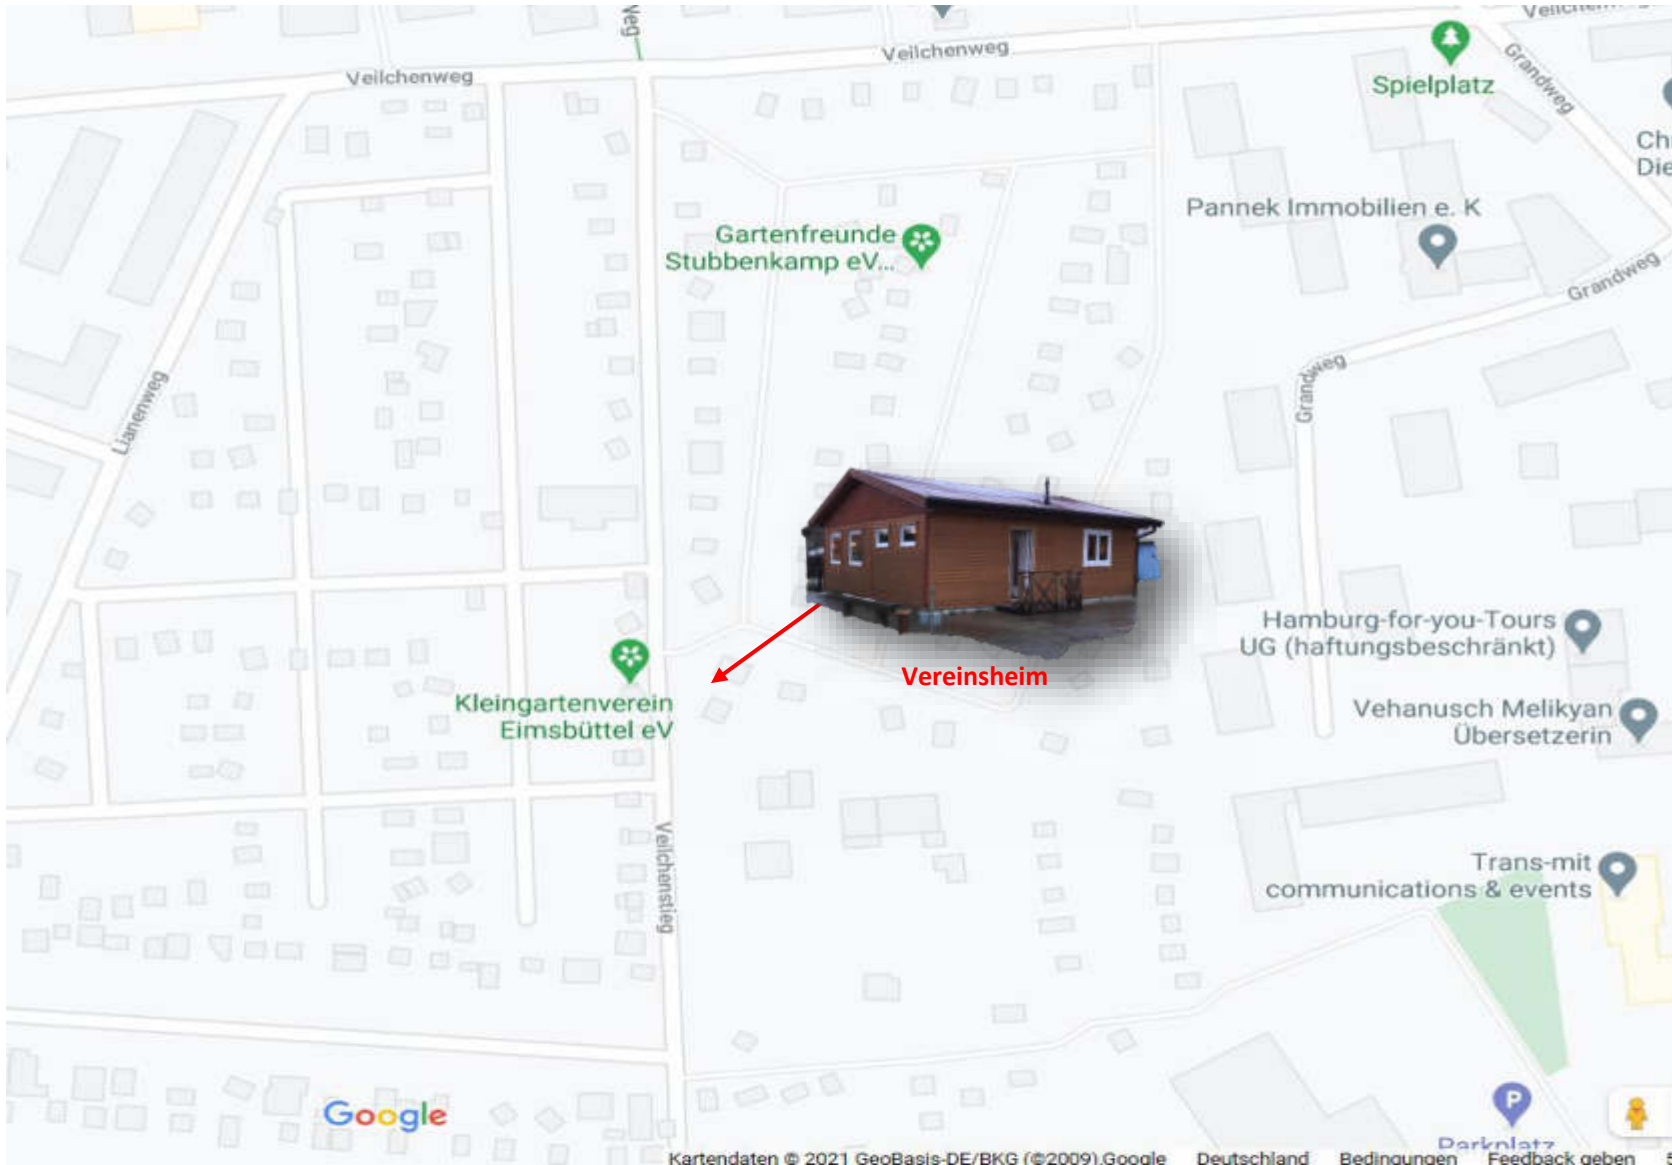 Weg
Veilchenweg
Veilchenweg
Spielplatz
Grandweg
Pannek Immobilien e. K
Gartenfreunde
Stubbenkamp eV...
Grandweg
Grandweg
Lianenweg
Vereinsheim
Kleingartenverein
Eimsbüttel eV
Hamburg-for-you-Tours
UG (haftungsbeschränkt)
Vehanusch Melikyan
Übersetzerin
Veilchenstieg
Trans-mit
communications & events
Google
P
Parkplatz
Kartendaten © 2021 GeoBasis-DE/BKG (©2009),Google Deutschland Bedingungen Feedback geben